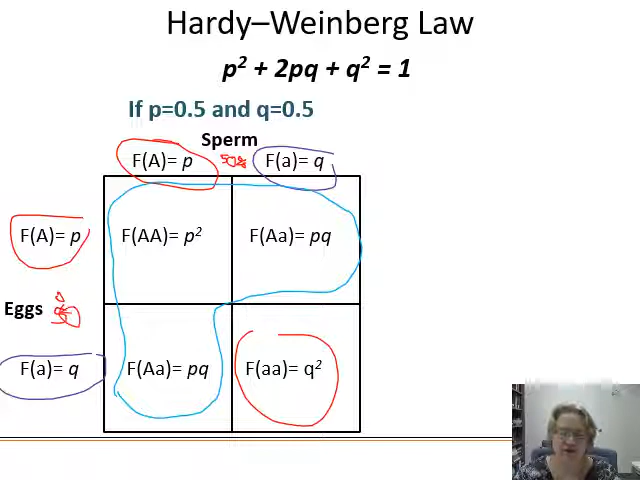 Hardy–Weinberg Law
p² + 2pq + q² = 1
If p=0.5 and q=0.5
Sperm
F(A)= p
F(a)= q
F(A)= p
F(AA)= p²
F(Aa)= pq
Eggs
F(a)= q
F(Aa)= pq
F(aa)= q²